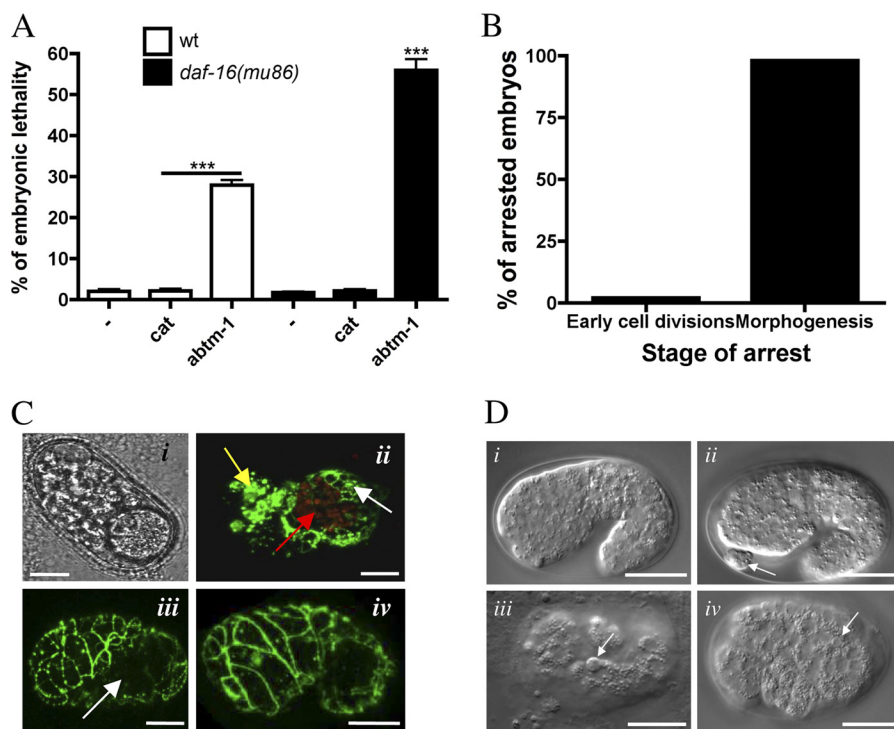 A
wt
daf-16(mu86)
% of embryonic lethality
60
50
40
30
20
10
0
***
***
-
cat
abtm-1
-
cat
abtm-1
B
% of arrested embryos
100
75
50
25
0
Early cell divisions
Morphogenesis
Stage of arrest
C
i
ii
iii
iv
D
i
ii
iii
iv